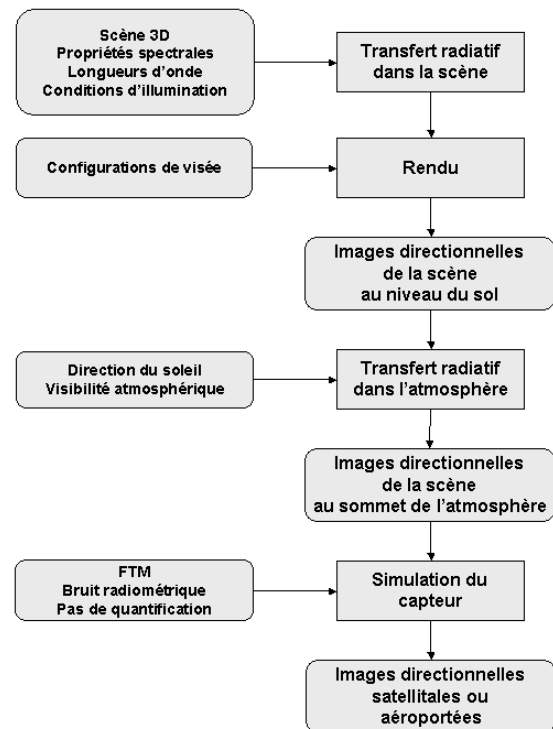 Scène 3D
Propriétés spectrales
Longueurs d'onde
Conditions d'illumination
Transfert radiatif
dans la scène
Configurations de visée
Rendu
Images directionnelles
de la scène
au niveau du sol
Direction du soleil
Visibilité atmosphérique
Transfert radiatif
dans l'atmosphère
Images directionnelles
de la scène
au sommet de l'atmosphère
FTM
Bruit radiométrique
Pas de quantification
Simulation du
capteur
Images directionnelles
satellitales ou
aéroportées